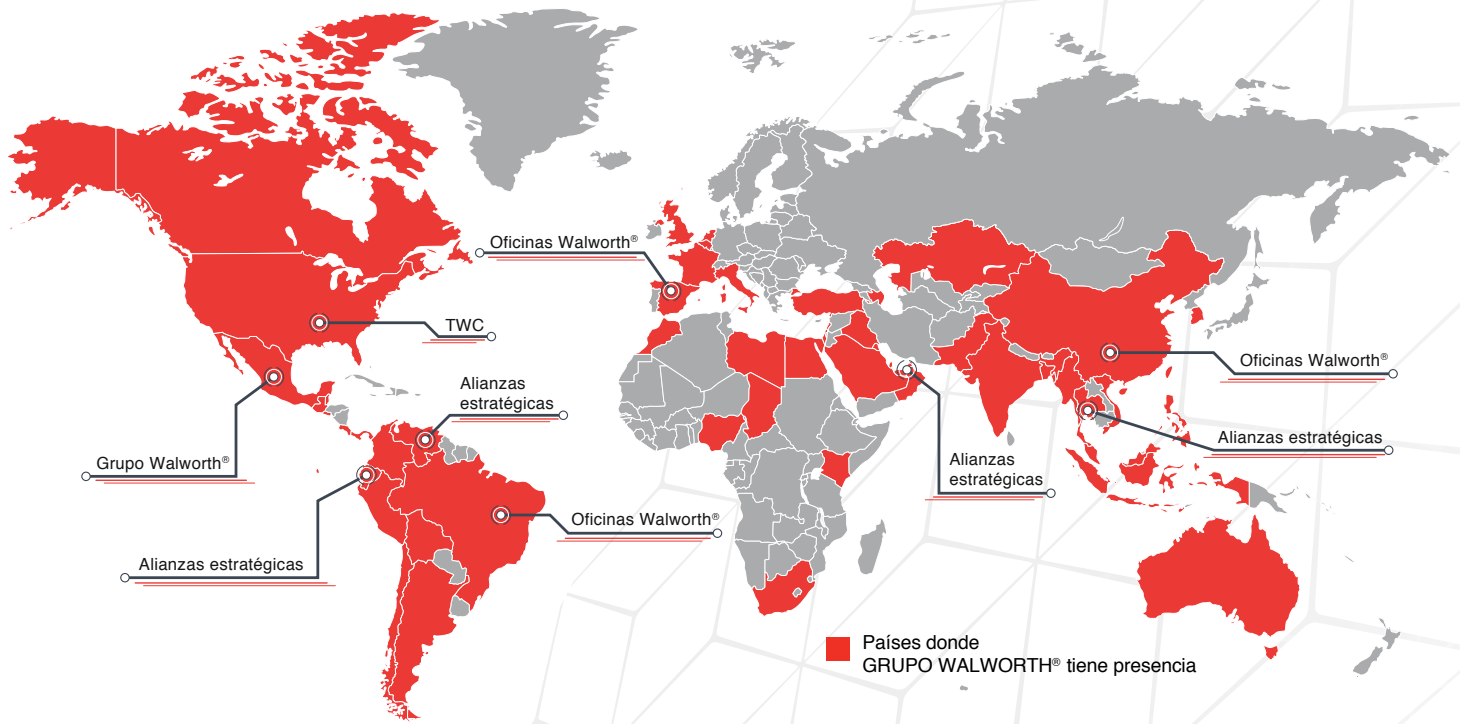 Oficinas Walworth®
TWC
Oficinas Walworth®
Alianzas
estratégicas
Alianzas estratégicas
Grupo Walworth®
Alianzas
estratégicas
Oficinas Walworth®
Alianzas estratégicas
Países donde
GRUPO WALWORTH® tiene presencia